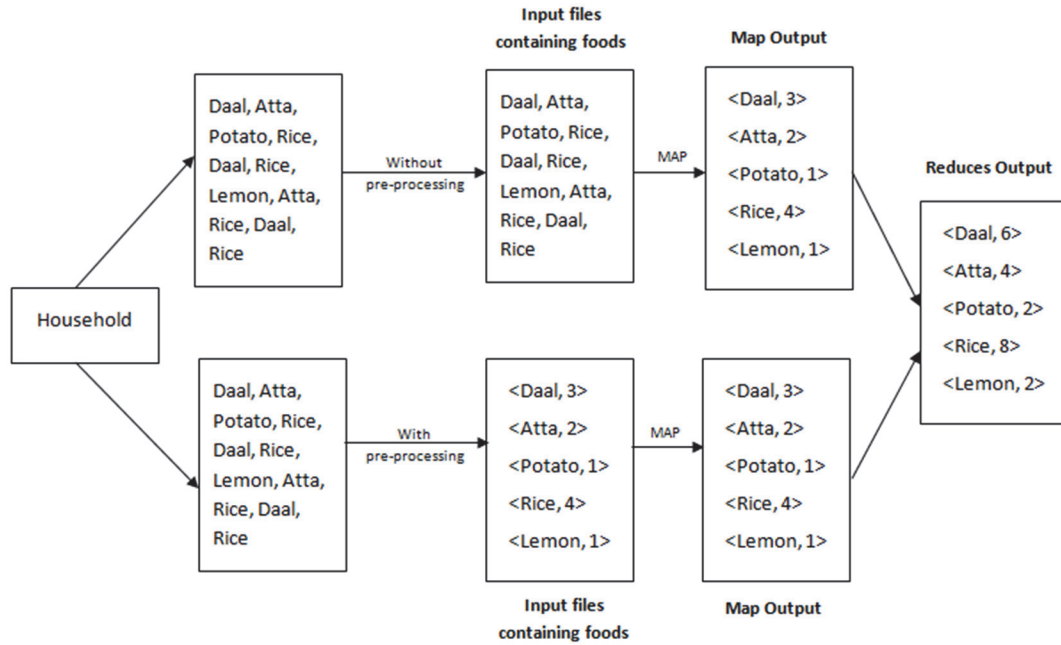 Input files
containing foods
Map Output
Daal, Atta,
Potato, Rice,
Daal, Rice,
Lemon, Atta,
Rice, Daal,
Rice
Without
pre-processing
Daal, Atta,
Potato, Rice,
Daal, Rice,
Lemon, Atta,
Rice, Daal,
Rice
MAP
<Daal, 3>
<Atta, 2>
<Potato, 1>
<Rice, 4>
<Lemon, 1>
Reduces Output
<Daal, 6>
<Atta, 4>
<Potato, 2>
<Rice, 8>
<Lemon, 2>
Household
Daal, Atta,
Potato, Rice,
Daal, Rice,
Lemon, Atta,
Rice, Daal,
Rice
With
pre-processing
<Daal, 3>
<Atta, 2>
<Potato, 1>
<Rice, 4>
<Lemon, 1>
MAP
<Daal, 3>
<Atta, 2>
<Potato, 1>
<Rice, 4>
<Lemon, 1>
Input files
containing foods
Map Output